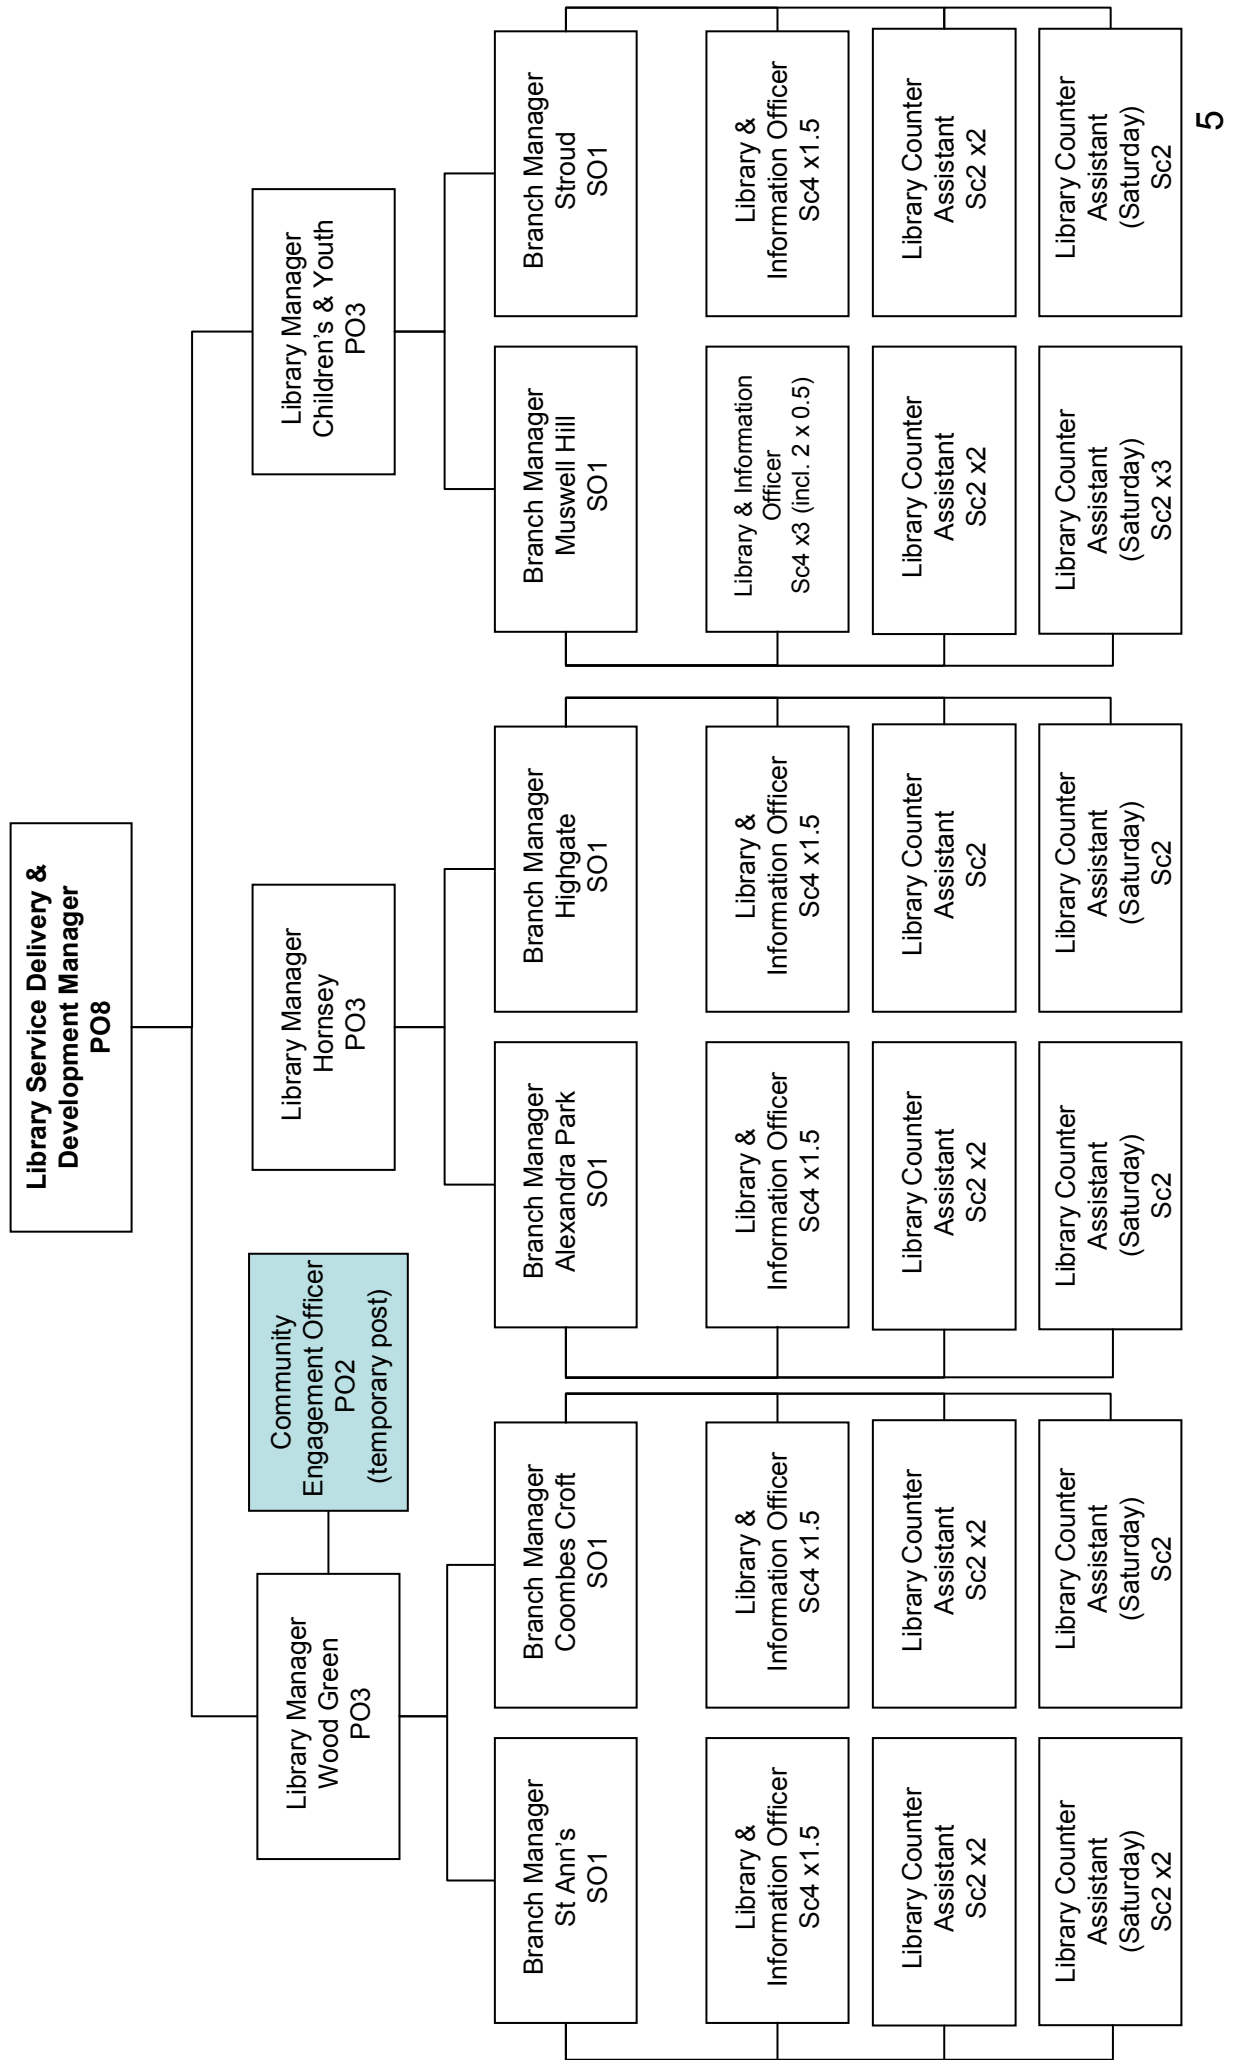 Library Service Delivery &
Development Manager
PO8
Library Manager
Wood Green
PO3
Community
Engagement Officer
PO2
(temporary post)
Library Manager
Hornsey
PO3
Library Manager
Children's & Youth
PO3
Branch Manager
St Ann's
SO1
Branch Manager
Coombes Croft
SO1
Branch Manager
Alexandra Park
SO1
Branch Manager
Highgate
SO1
Branch Manager
Muswell Hill
SO1
Branch Manager
Stroud
SO1
Library &
Information Officer
Sc4 x1.5
Library &
Information Officer
Sc4 x1.5
Library &
Information Officer
Sc4 x1.5
Library &
Information Officer
Sc4 x1.5
Library & Information
Officer
Sc4 x3 (incl. 2 x 0.5)
Library &
Information Officer
Sc4 x1.5
Library Counter
Assistant
Sc2 x2
Library Counter
Assistant
Sc2 x2
Library Counter
Assistant
Sc2 x2
Library Counter
Assistant
Sc2
Library Counter
Assistant
Sc2 x2
Library Counter
Assistant
Sc2 x2
Library Counter
Assistant
(Saturday)
Sc2 x2
Library Counter
Assistant
(Saturday)
Sc2
Library Counter
Assistant
(Saturday)
Sc2
Library Counter
Assistant
(Saturday)
Sc2
Library Counter
Assistant
(Saturday)
Sc2 x3
Library Counter
Assistant
(Saturday)
Sc2
5